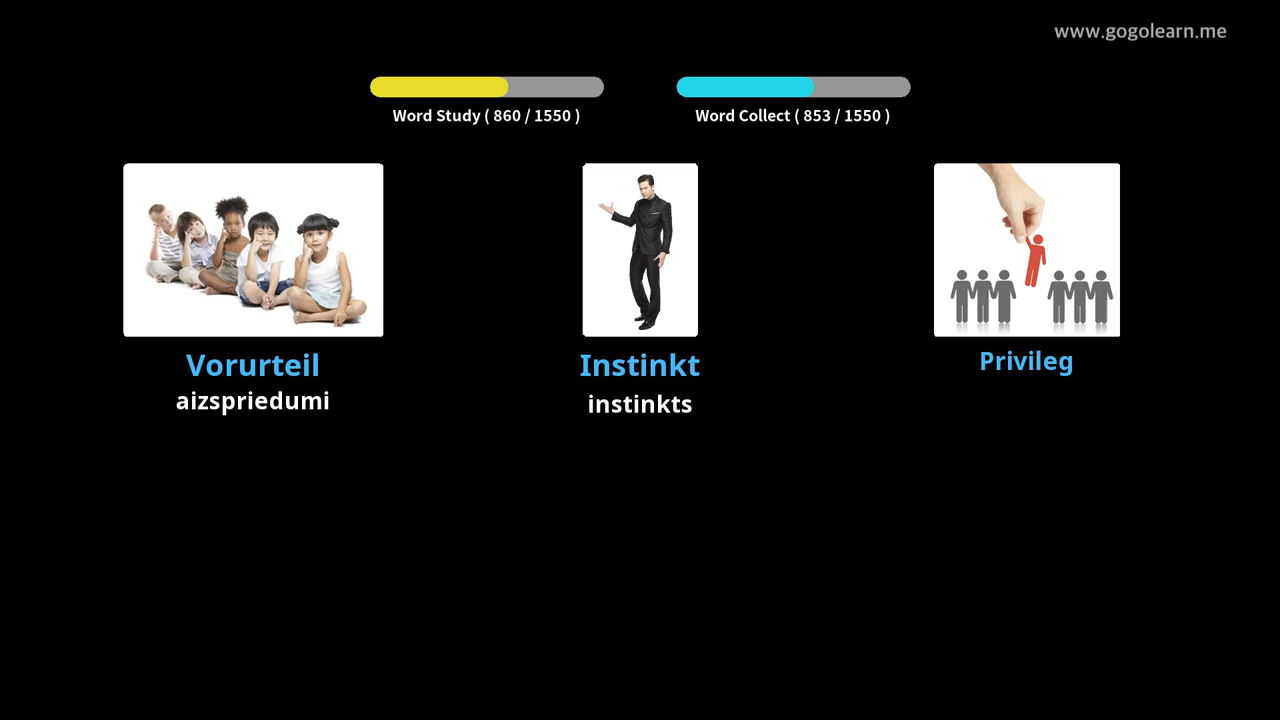 www.gogolearn.me
Word Study ( 860 / 1550 )
Word Collect ( 853 / 1550 )
Vorurteil
aizspriedumi
Instinkt
instinkts
Privileg